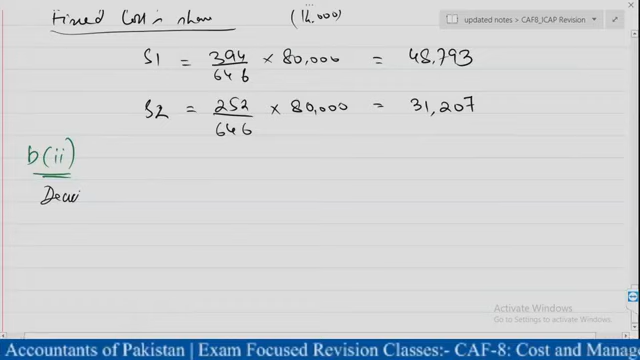 Fixed Cost is share (Rs.000)
updated notes > CAF8_ICAP Revision
S1 = 394/646 × 80,000 = 48,793
S2 = 252/646 × 80,000 = 31,207
b(ii)
Deci
Activate Windows
Go to Settings to activate Windows.
Accountants of Pakistan | Exam Focused Revision Classes:- CAF-8: Cost and Manag